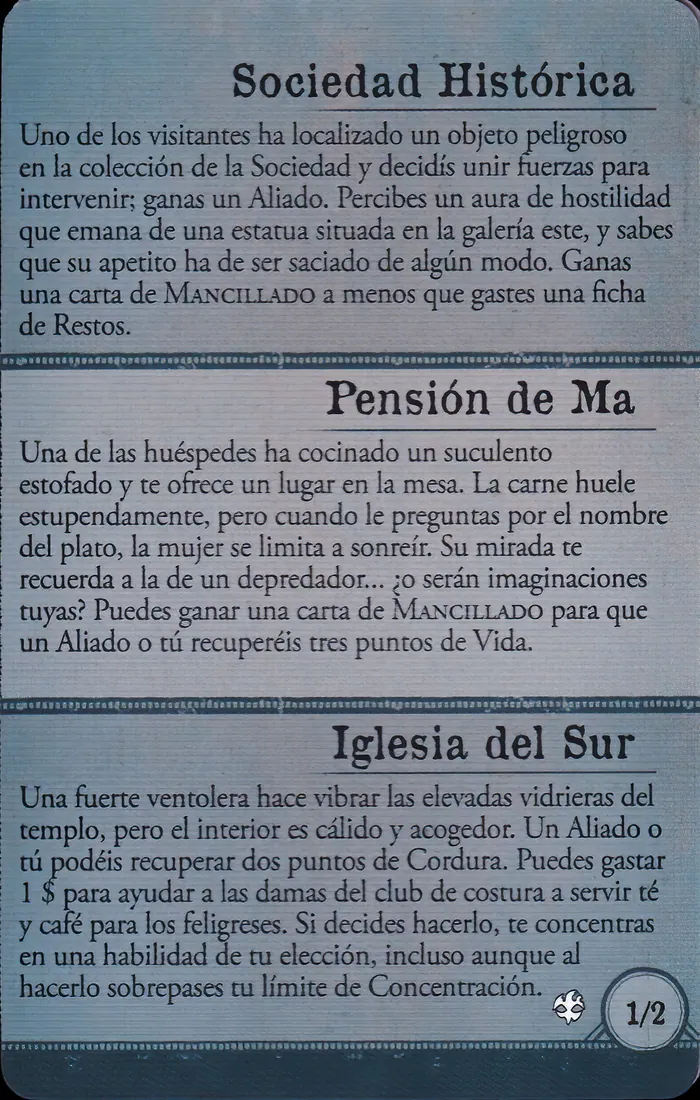 Sociedad Histórica
Uno de los visitantes ha localizado un objeto peligroso
en la colección de la Sociedad y decidís unir fuerzas para
intervenir; ganas un Aliado. Percibes un aura de hostilidad
que emana de una estatua situada en la galería este, y sabes
que su apetito ha de ser saciado de algún modo. Ganas
una carta de MANCILLADO a menos que gastes una ficha
de Restos.
Pensión de Ma
Una de las huéspedes ha cocinado un suculento
estofado y te ofrece un lugar en la mesa. La carne huele
estupendamente, pero cuando le preguntas por el nombre
del plato, la mujer se limita a sonreír. Su mirada te
recuerda a la de un depredador... ¿o serán imaginaciones
tuyas? Puedes ganar una carta de MANCILLADO para que
un Aliado o tú recuperéis tres puntos de Vida.
Iglesia del Sur
Una fuerte ventolera hace vibrar las elevadas vidrieras del
templo, pero el interior es cálido y acogedor. Un Aliado o
tú podéis recuperar dos puntos de Cordura. Puedes gastar
1 $ para ayudar a las damas del club de costura a servir té
y café para los feligreses. Si decides hacerlo, te concentras
en una habilidad de tu elección, incluso aunque al
hacerlo sobrepases tu límite de Concentración.
1/2